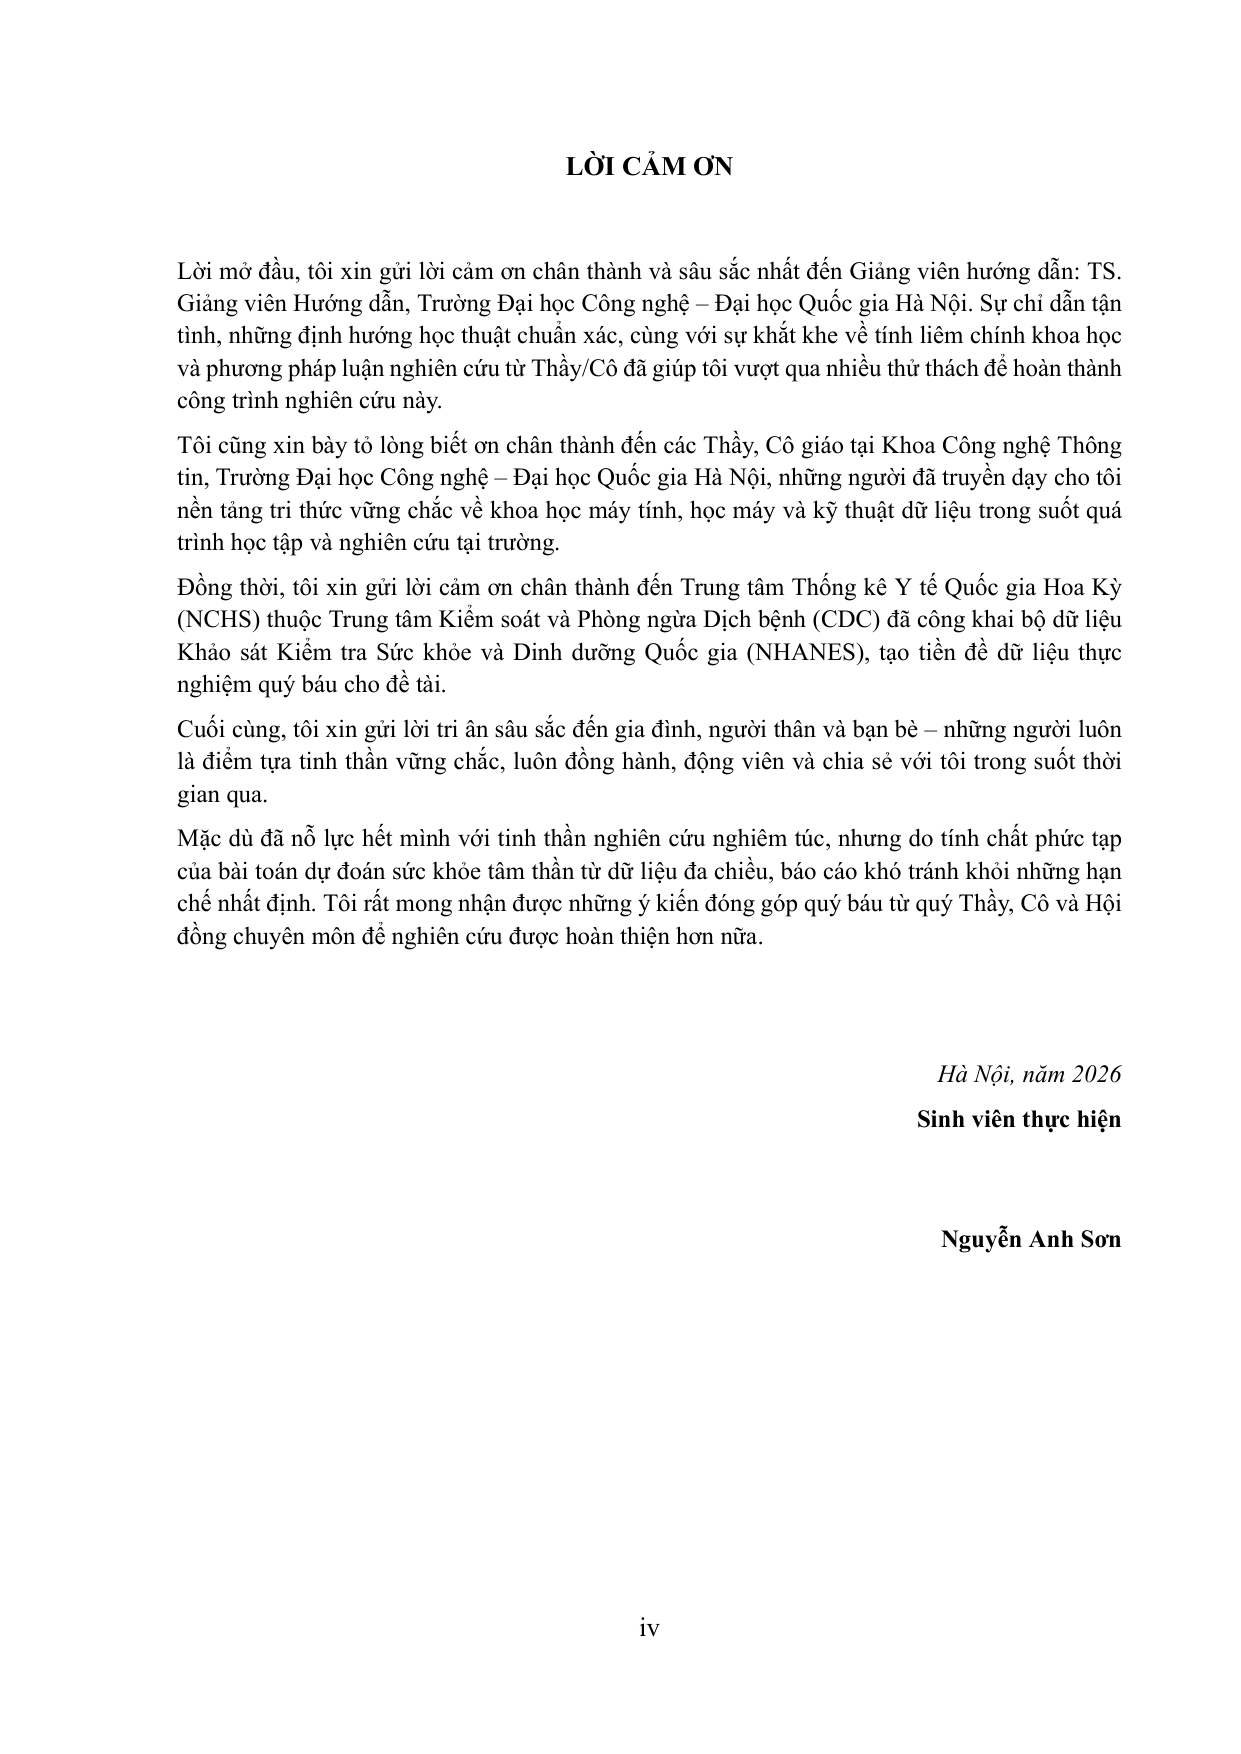 LỜI CẢM ƠN
Lời mở đầu, tôi xin gửi lời cảm ơn chân thành và sâu sắc nhất đến Giảng viên hướng dẫn: TS.
Giảng viên Hướng dẫn, Trường Đại học Công nghệ – Đại học Quốc gia Hà Nội. Sự chỉ dẫn tận
tình, những định hướng học thuật chuẩn xác, cùng với sự khắt khe về tính liêm chính khoa học
và phương pháp luận nghiên cứu từ Thầy/Cô đã giúp tôi vượt qua nhiều thử thách để hoàn thành
công trình nghiên cứu này.
Tôi cũng xin bày tỏ lòng biết ơn chân thành đến các Thầy, Cô giáo tại Khoa Công nghệ Thông
tin, Trường Đại học Công nghệ – Đại học Quốc gia Hà Nội, những người đã truyền dạy cho tôi
nền tảng tri thức vững chắc về khoa học máy tính, học máy và kỹ thuật dữ liệu trong suốt quá
trình học tập và nghiên cứu tại trường.
Đồng thời, tôi xin gửi lời cảm ơn chân thành đến Trung tâm Thống kê Y tế Quốc gia Hoa Kỳ
(NCHS) thuộc Trung tâm Kiểm soát và Phòng ngừa Dịch bệnh (CDC) đã công khai bộ dữ liệu
Khảo sát Kiểm tra Sức khỏe và Dinh dưỡng Quốc gia (NHANES), tạo tiền đề dữ liệu thực
nghiệm quý báu cho đề tài.
Cuối cùng, tôi xin gửi lời tri ân sâu sắc đến gia đình, người thân và bạn bè – những người luôn
là điểm tựa tinh thần vững chắc, luôn đồng hành, động viên và chia sẻ với tôi trong suốt thời
gian qua.
Mặc dù đã nỗ lực hết mình với tinh thần nghiên cứu nghiêm túc, nhưng do tính chất phức tạp
của bài toán dự đoán sức khỏe tâm thần từ dữ liệu đa chiều, báo cáo khó tránh khỏi những hạn
chế nhất định. Tôi rất mong nhận được những ý kiến đóng góp quý báu từ quý Thầy, Cô và Hội
đồng chuyên môn để nghiên cứu được hoàn thiện hơn nữa.
Hà Nội, năm 2026
Sinh viên thực hiện
Nguyễn Anh Sơn
iv